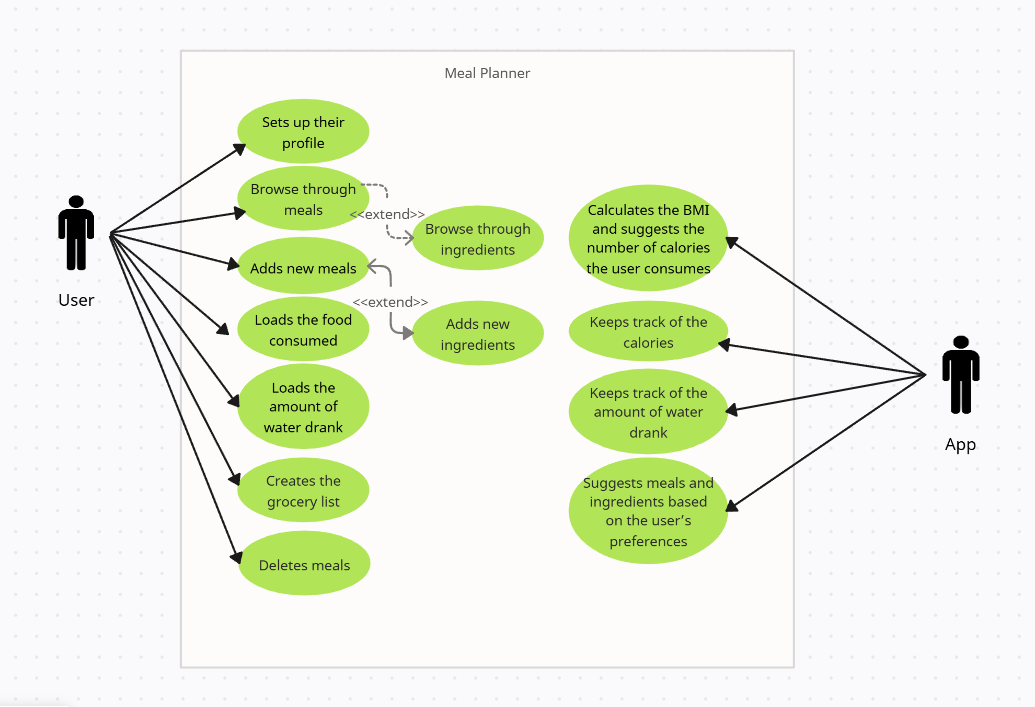 Meal Planner
Sets up their
profile
Browse through
meals
<<extend>>
Browse through
ingredients
Adds new meals
<<extend>>
Adds new
ingredients
Loads the food
consumed
Loads the
amount of
water drank
Creates the
grocery list
Deletes meals
User
Calculates the BMI
and suggests the
number of calories
the user consumes
Keeps track of the
calories
Keeps track of the
amount of water
drank
Suggests meals and
ingredients based
on the user’s
preferences
App